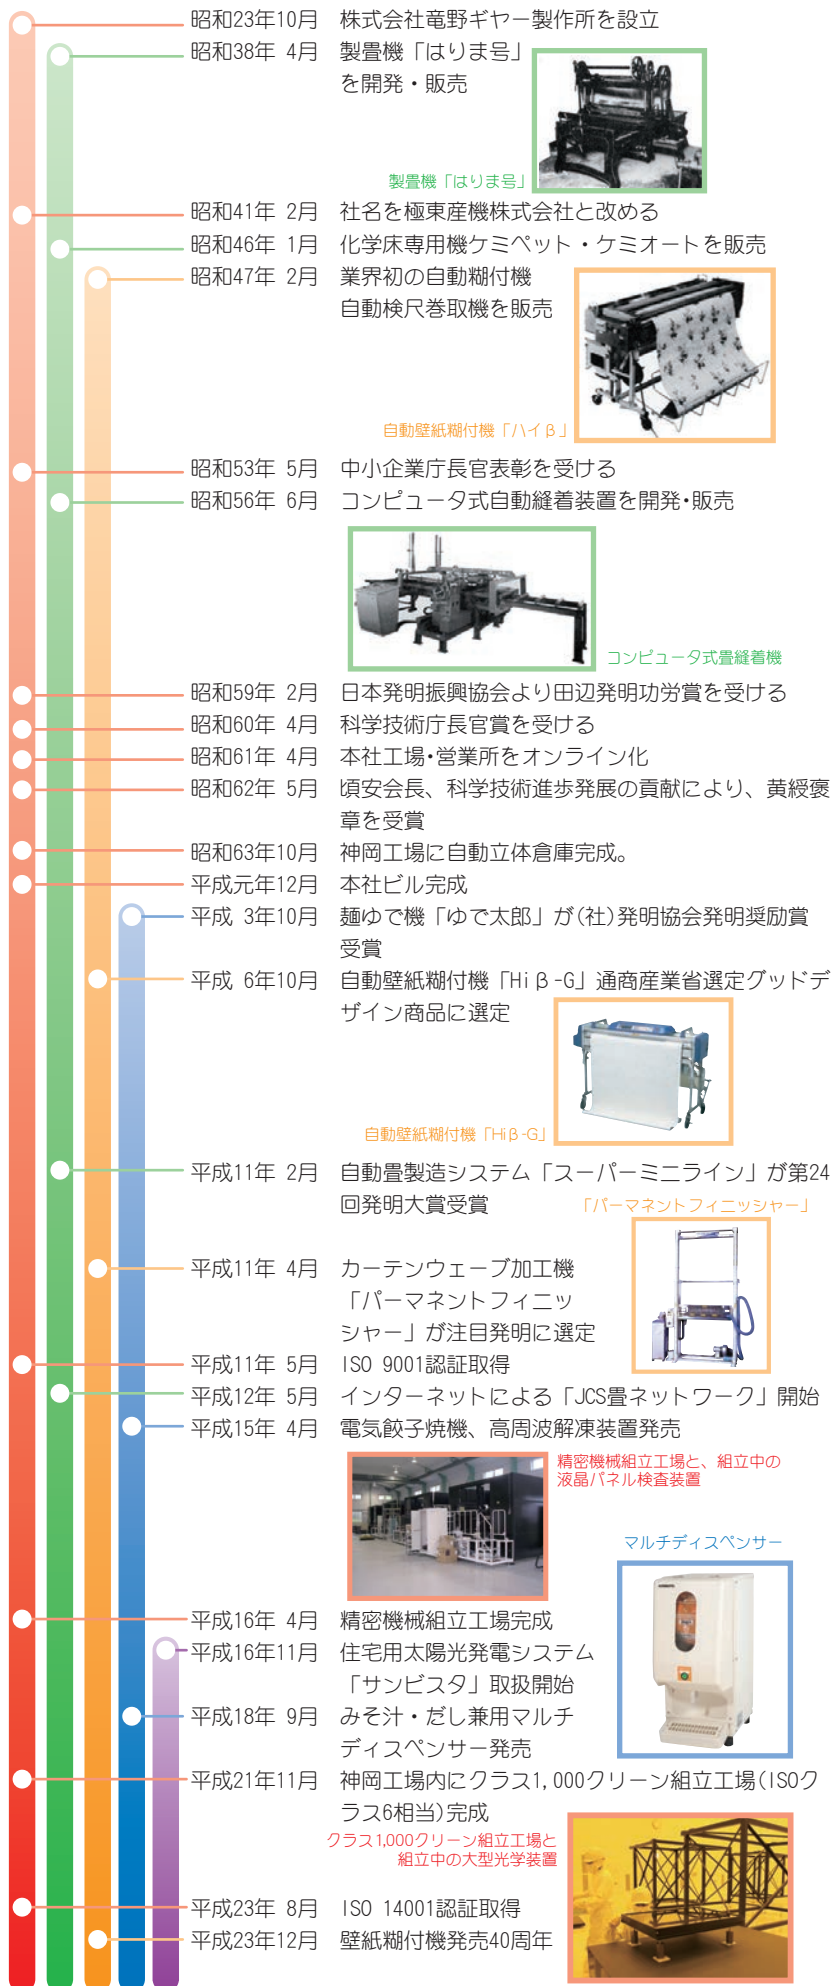 昭和23年10月 株式会社竜野ギヤー製作所を設立
昭和38年 4月 製畳機「はりま号」
を開発・販売
製畳機「はりま号」
昭和41年 2月 社名を極東産機株式会社と改める
昭和46年 1月 化学床専用機ケミペット・ケミオートを販売
昭和47年 2月 業界初の自動糊付機
自動検尺巻取機を販売
自動壁紙糊付機「ハイβ」
昭和53年 5月 中小企業庁長官表彰を受ける
昭和56年 6月 コンピュータ式自動縫着装置を開発・販売
コンピュータ式畳縫着機
昭和59年 2月 日本発明振興協会より田辺発明功労賞を受ける
昭和60年 4月 科学技術庁長官賞を受ける
昭和61年 4月 本社工場・営業所をオンライン化
昭和62年 5月 頃安会長、科学技術進歩発展の貢献により、黄綬褒
章を受賞
昭和63年10月 神岡工場に自動立体倉庫完成。
平成元年12月 本社ビル完成
平成 3年10月 麺ゆで機「ゆで太郎」が(社)発明協会発明奨励賞
受賞
平成 6年10月 自動壁紙糊付機「Hiβ-G」通商産業省選定グッドデ
ザイン商品に選定
自動壁紙糊付機「Hiβ-G」
平成11年 2月 自動畳製造システム「スーパーミニライン」が第24
回発明大賞受賞
「パーマネントフィニッシャー」
平成11年 4月 カーテンウェーブ加工機
「パーマネントフィニッ
シャー」が注目発明に選定
平成11年 5月 ISO 9001認証取得
平成12年 5月 インターネットによる「JCS畳ネットワーク」開始
平成15年 4月 電気餃子焼機、高周波解凍装置発売
精密機械組立工場と、組立中の
液晶パネル検査装置
マルチディスペンサー
平成16年 4月 精密機械組立工場完成
平成16年11月 住宅用太陽光発電システム
「サンビスタ」取扱開始
平成18年 9月 みそ汁・だし兼用マルチ
ディスペンサー発売
平成21年11月 神岡工場内にクラス1,000クリーン組立工場(ISOク
ラス6相当)完成
クラス1,000クリーン組立工場と
組立中の大型光学装置
平成23年 8月 ISO 14001認証取得
平成23年12月 壁紙糊付機発売40周年